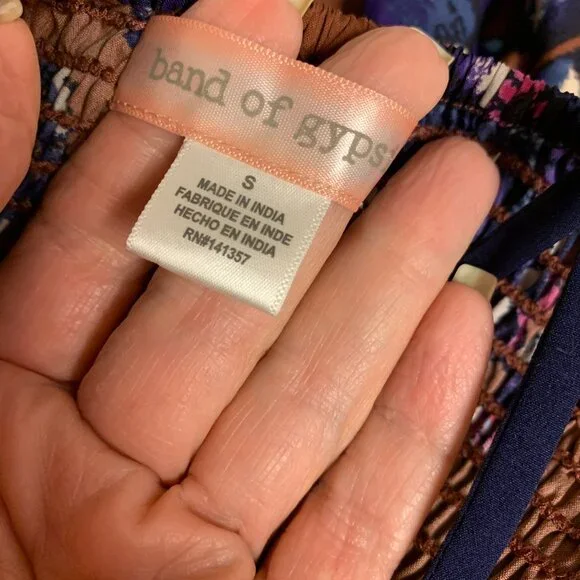 band of gyps
S
MADE IN INDIA
FABRIQUE EN INDE
HECHO EN INDIA
RN#141357